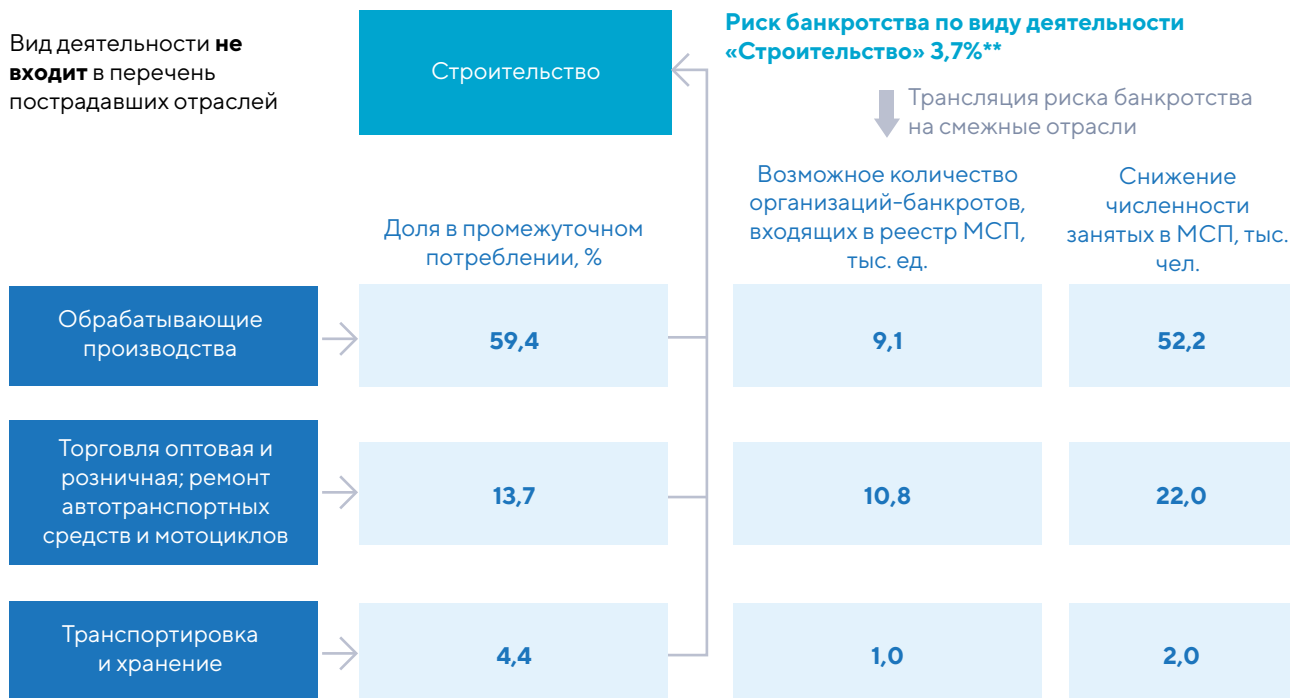 Вид деятельности не
входит в перечень
пострадавших отраслей
Строительство
Риск банкротства по виду деятельности
«Строительство» 3,7%**
Трансляция риска банкротства
на смежные отрасли
Доля в промежуточном
потреблении, %
Возможное количество
организаций-банкротов,
входящих в реестр МСП,
тыс. ед.
Снижение
численности
занятых в МСП, тыс.
чел.
Обрабатывающие
производства
59,4
9,1
52,2
Торговля оптовая и
розничная; ремонт
автотранспортных
средств и мотоциклов
13,7
10,8
22,0
Транспортировка
и хранение
4,4
1,0
2,0